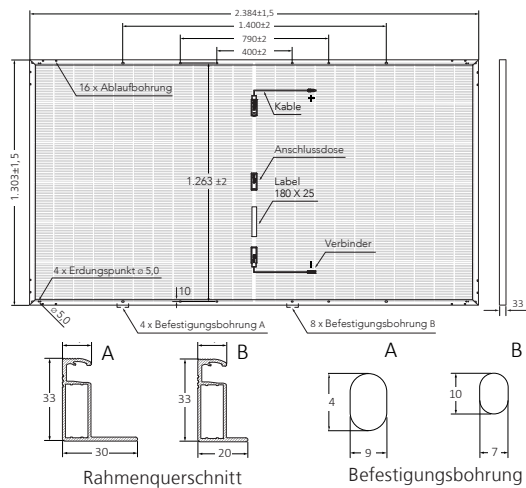 2.384±1,5
1.400±2
790±2
400±2
16 x Ablaufbohrung
Kable
+
Anschlussdose
1.303±1,5
1.263 ±2
Label
180 X 25
Verbinder
4 x Erdungspunkt ø 5,0
10
ø5,0
33
4 x Befestigungsbohrung A
8 x Befestigungsbohrung B
A
B
A
B
33
33
4
10
30
20
9
7
Rahmenquerschnitt
Befestigungsbohrung